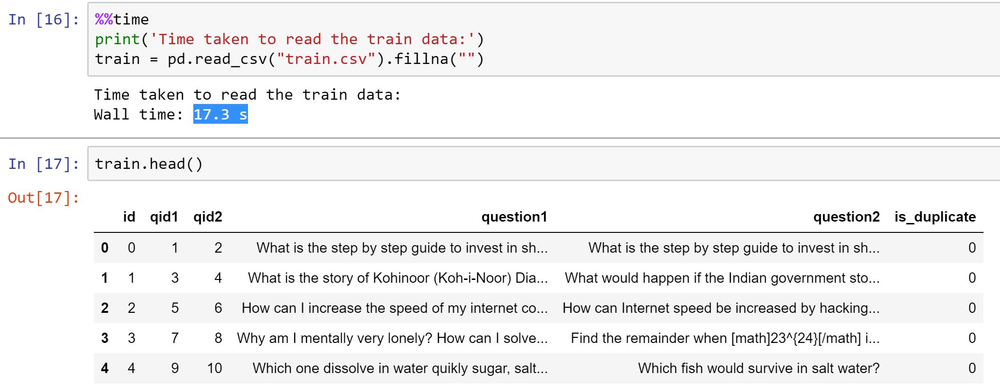 In [16]: %%time
print('Time taken to read the train data:')
train = pd.read_csv("train.csv").fillna("")
Time taken to read the train data:
Wall time: 17.3 s
In [17]: train.head()
Out[17]:
id qid1 qid2 question1 question2 is_duplicate
0 0 1 2 What is the step by step guide to invest in sh... What is the step by step guide to invest in sh... 0
1 1 3 4 What is the story of Kohinoor (Koh-i-Noor) Dia... What would happen if the Indian government sto... 0
2 2 5 6 How can I increase the speed of my internet co... How can Internet speed be increased by hacking... 0
3 3 7 8 Why am I mentally very lonely? How can I solve... Find the remainder when [math]23^{24}[/math] i... 0
4 4 9 10 Which one dissolve in water quikly sugar, salt... Which fish would survive in salt water? 0